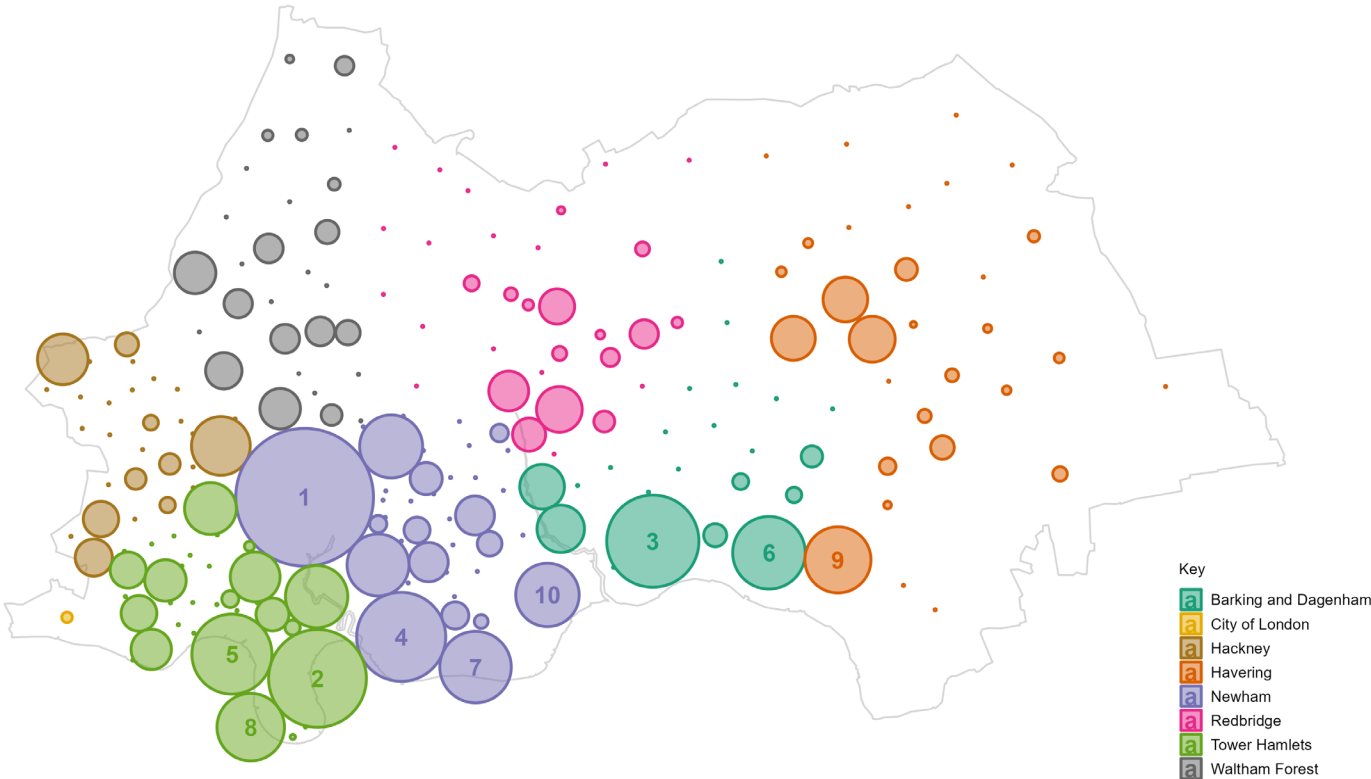 1
3
6
9
10
4
5
7
2
8
Key
a Barking and Dagenham
a City of London
a Hackney
a Havering
a Newham
a Redbridge
a Tower Hamlets
a Waltham Forest